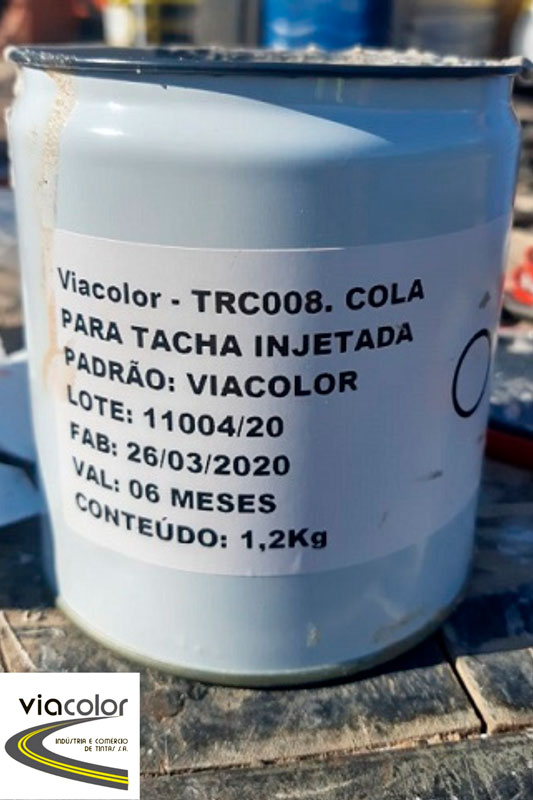 Viacolor - TRC008. COLA
PARA TACHA INJETADA
PADRÃO: VIACOLOR
LOTE: 11004/20
FAB: 26/03/2020
VAL: 06 MESES
CONTEÚDO: 1,2Kg
viacolor
INDÚSTRIA E COMÉRCIO
DE TINTAS S.A.